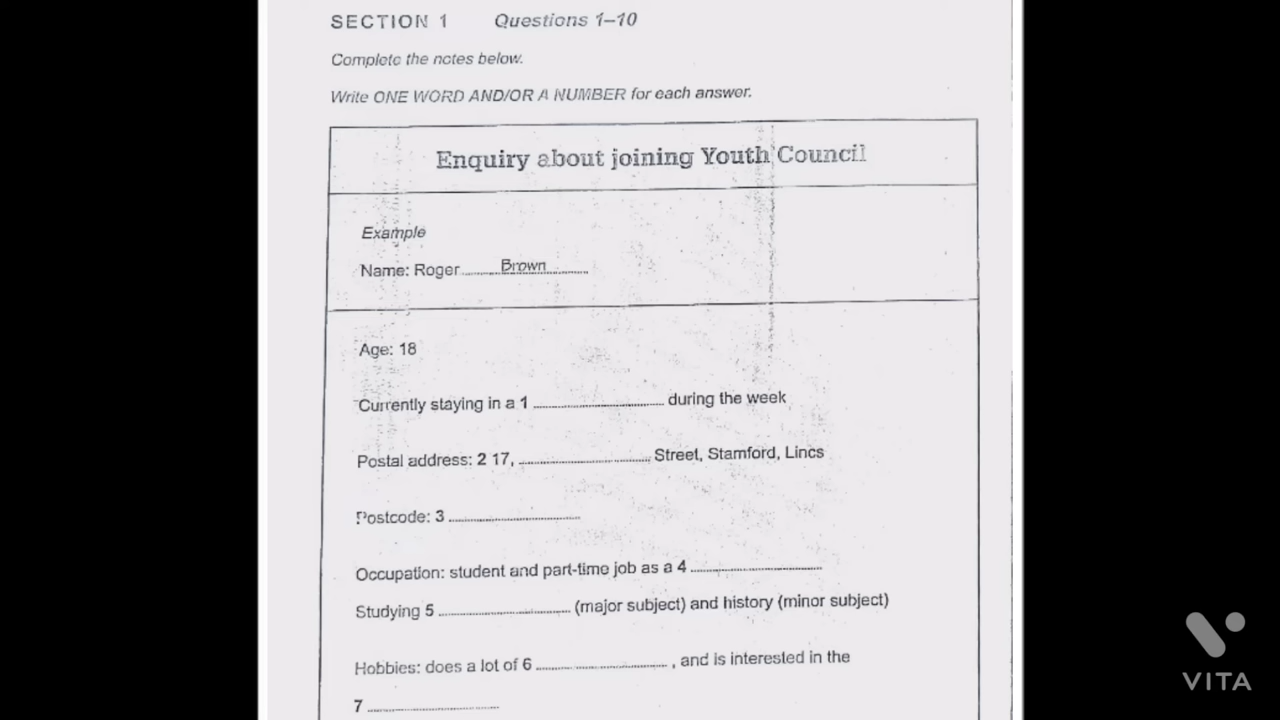 SECTION 1 Questions 1–10
Complete the notes below.
Write ONE WORD AND/OR A NUMBER for each answer.
Enquiry about joining Youth Council
Example
Name: Roger ........ Brown ........
Age: 18
Currently staying in a 1 ........................ during the week
Postal address: 2 17, ........................ Street, Stamford, Lincs
Postcode: 3 ........................
Occupation: student and part-time job as a 4 ........................
Studying 5 ........................ (major subject) and history (minor subject)
Hobbies: does a lot of 6 ........................ , and is interested in the
7 ........................
VITA